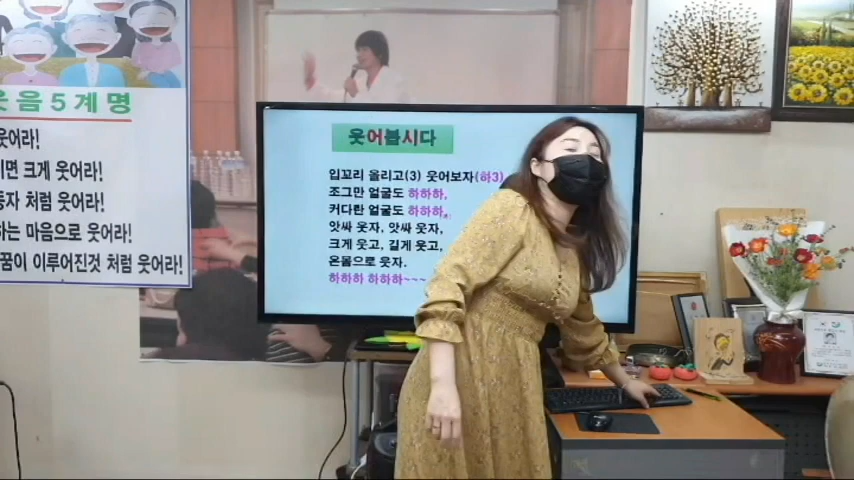 웃음5계명
웃어라!
면 크게 웃어라!
자 처럼 웃어라!
하는 마음으로 웃어라!
꿈이 이루어진것 처럼 웃어라!
웃어봅시다
입꼬리 올리고(3) 웃어보자(하3)
조그만 얼굴도 하하하,
커다란 얼굴도 하하하,
앗싸 웃자, 앗싸 웃자,
크게 웃고, 길게 웃고,
온몸으로 웃자.
하하하 하하하~~~